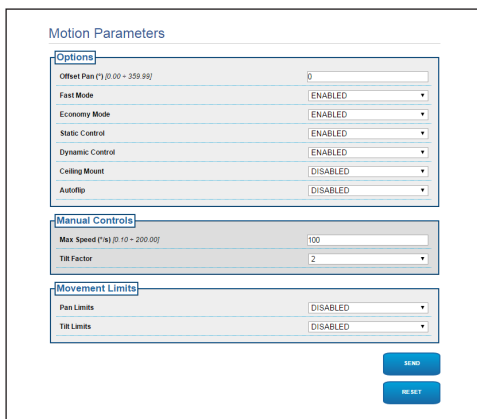 Motion Parameters
Options
Offset Pan (°) [0.00 ÷ 359.99] 0
Fast Mode ENABLED
Economy Mode ENABLED
Static Control ENABLED
Dynamic Control ENABLED
Ceiling Mount DISABLED
Autoflip DISABLED
Manual Controls
Max Speed (°/s) [0.10 ÷ 200.00] 100
Tilt Factor 2
Movement Limits
Pan Limits DISABLED
Tilt Limits DISABLED
SEND
RESET